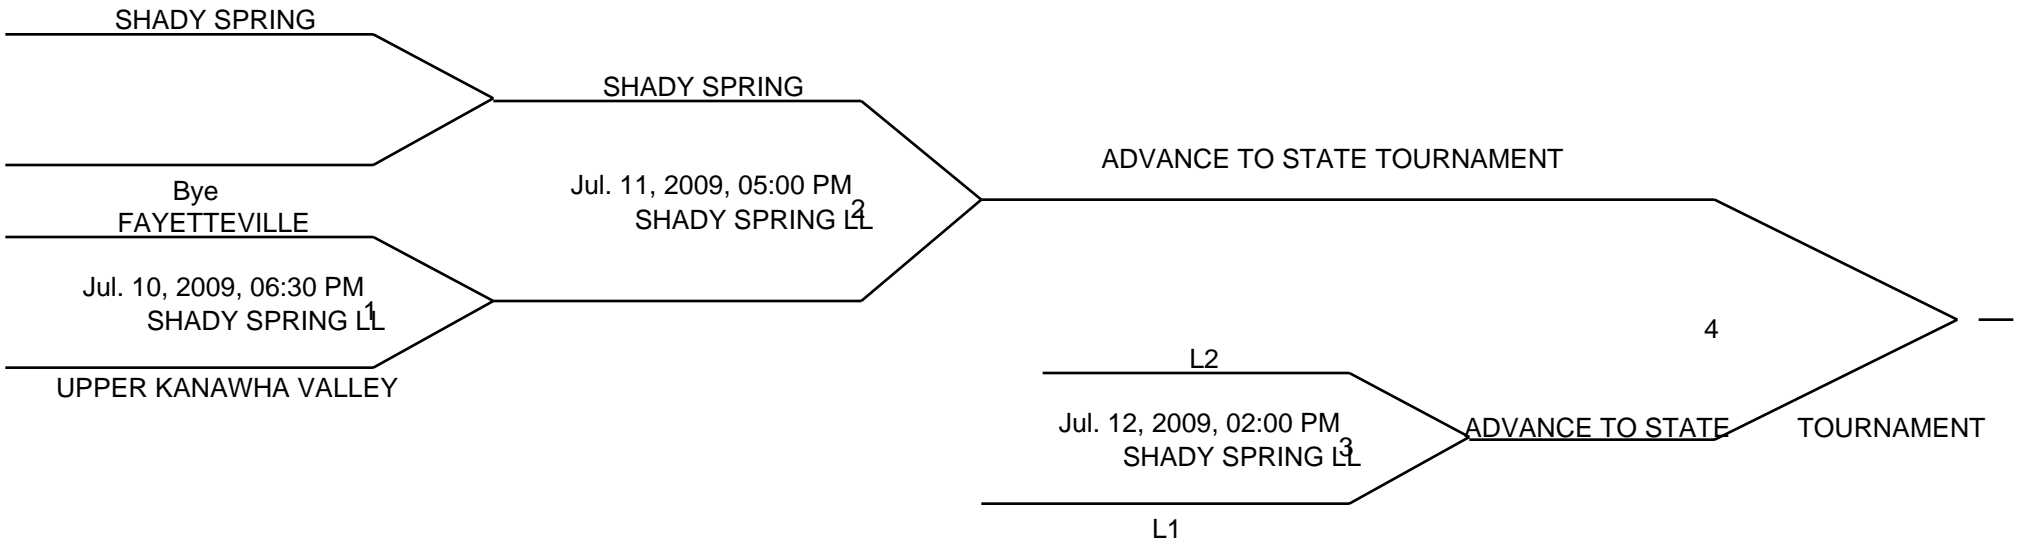 SHADY SPRING
SHADY SPRING
Bye
FAYETTEVILLE
Jul. 11, 2009, 05:00 PM
SHADY SPRING LL
2
ADVANCE TO STATE TOURNAMENT
Jul. 10, 2009, 06:30 PM
SHADY SPRING LL
1
UPPER KANAWHA VALLEY
4
L2
Jul. 12, 2009, 02:00 PM
SHADY SPRING LL
3
ADVANCE TO STATE TOURNAMENT
L1